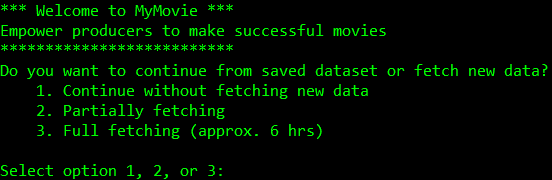 *** Welcome to MyMovie ***
Empower producers to make successful movies
**************************
Do you want to continue from saved dataset or fetch new data?
1. Continue without fetching new data
2. Partially fetching
3. Full fetching (approx. 6 hrs)
Select option 1, 2, or 3: